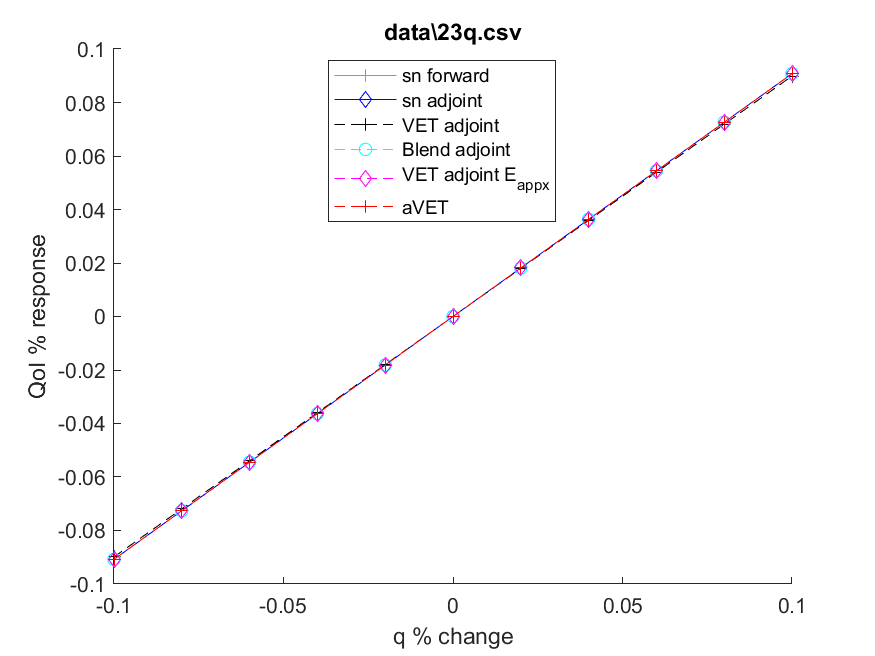 data\23q.csv
sn forward
sn adjoint
VET adjoint
Blend adjoint
VET adjoint E_appx
aVET
0.1
0.08
0.06
0.04
0.02
0
-0.02
-0.04
-0.06
-0.08
-0.1
QoI % response
-0.1 -0.05 0 0.05 0.1
q % change